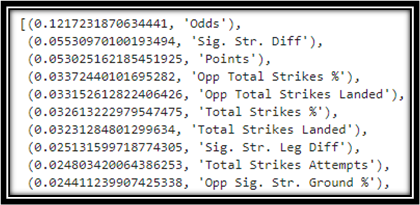 [(0.1217231870634441, 'Odds'),
(0.05530970100193494, 'Sig. Str. Diff'),
(0.053025162185451925, 'Points'),
(0.03372440101695282, 'Opp Total Strikes %'),
(0.033152612822406426, 'Opp Total Strikes Landed'),
(0.032613222979547475, 'Total Strikes %'),
(0.03231284801299634, 'Total Strikes Landed'),
(0.025131599718774305, 'Sig. Str. Leg Diff'),
(0.024803420064386253, 'Total Strikes Attempts'),
(0.024411239907425338, 'Opp Sig. Str. Ground %'),